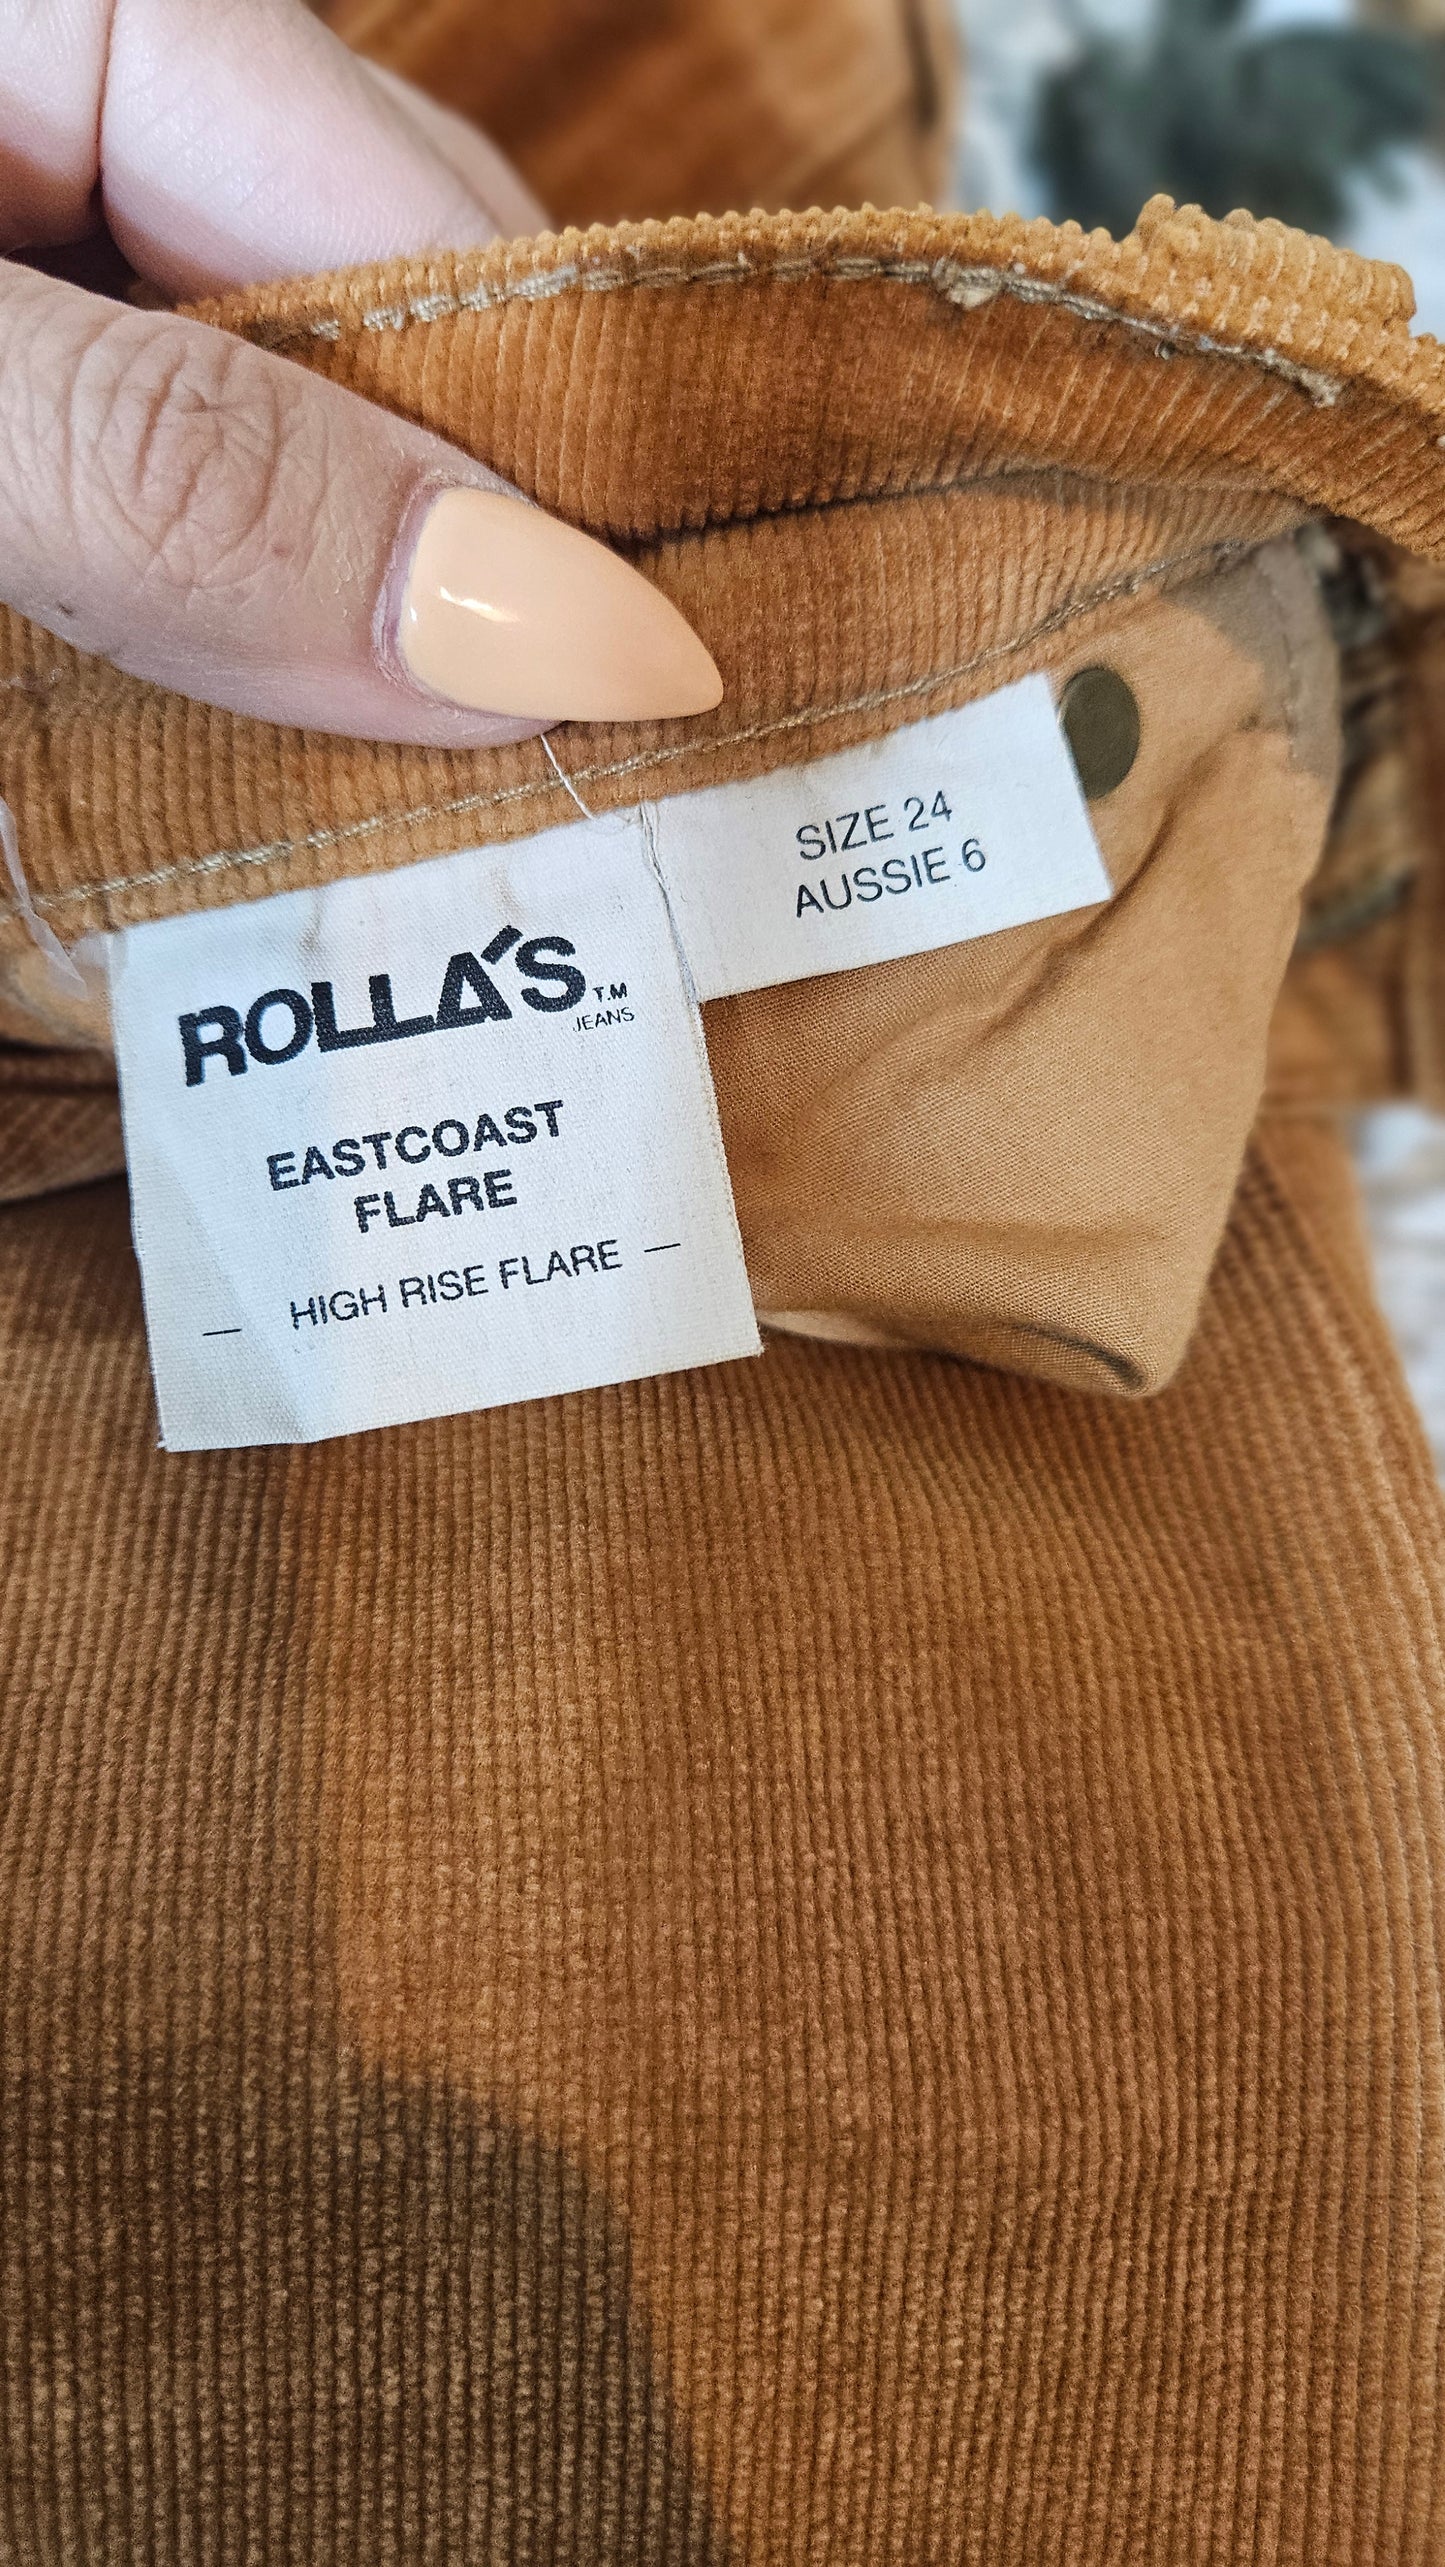 SIZE 24
AUSSIE 6
ROLLA'S T.M
JEANS
EASTCOAST
FLARE
— HIGH RISE FLARE —